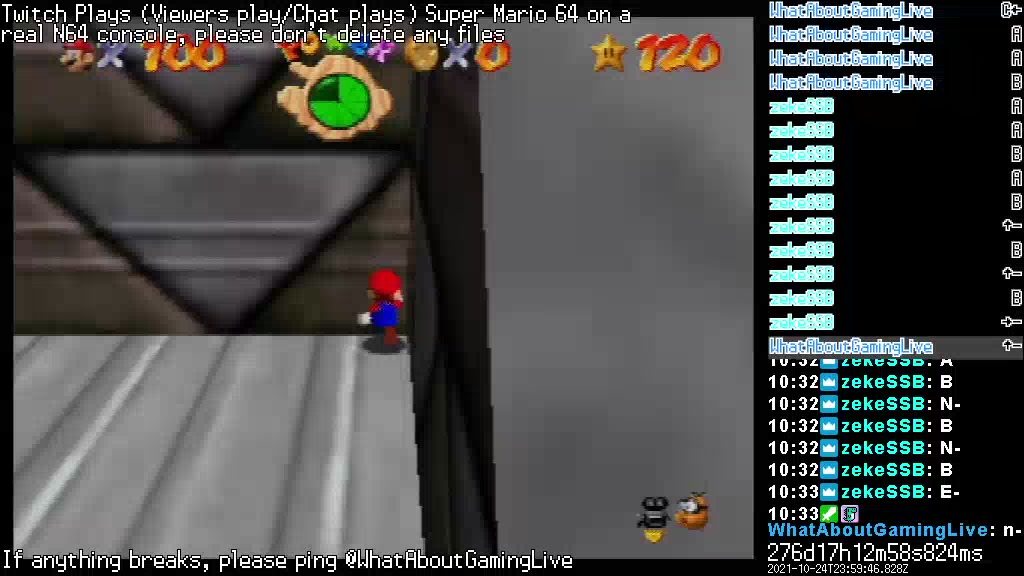 Twitch Plays (Viewers play/Chat plays) Super Mario 64 on a
real N64 console, please don't delete any files
100
X 0
120
If anything breaks, please ping @WhatAboutGamingLive
WhatAboutGamingLive C+
WhatAboutGamingLive A
WhatAboutGamingLive A
WhatAboutGamingLive B
zekeSSB A
zekeSSB A
zekeSSB B
zekeSSB A
zekeSSB B
zekeSSB ↑-
zekeSSB B
zekeSSB ↑-
zekeSSB B
zekeSSB →-
WhatAboutGamingLive ↑-
10:32 zekeSSB: A
10:32 zekeSSB: B
10:32 zekeSSB: N-
10:32 zekeSSB: B
10:32 zekeSSB: N-
10:32 zekeSSB: B
10:33 zekeSSB: E-
10:33
WhatAboutGamingLive: n-
276d17h12m58s824ms
2021-10-24T23:59:46.828Z